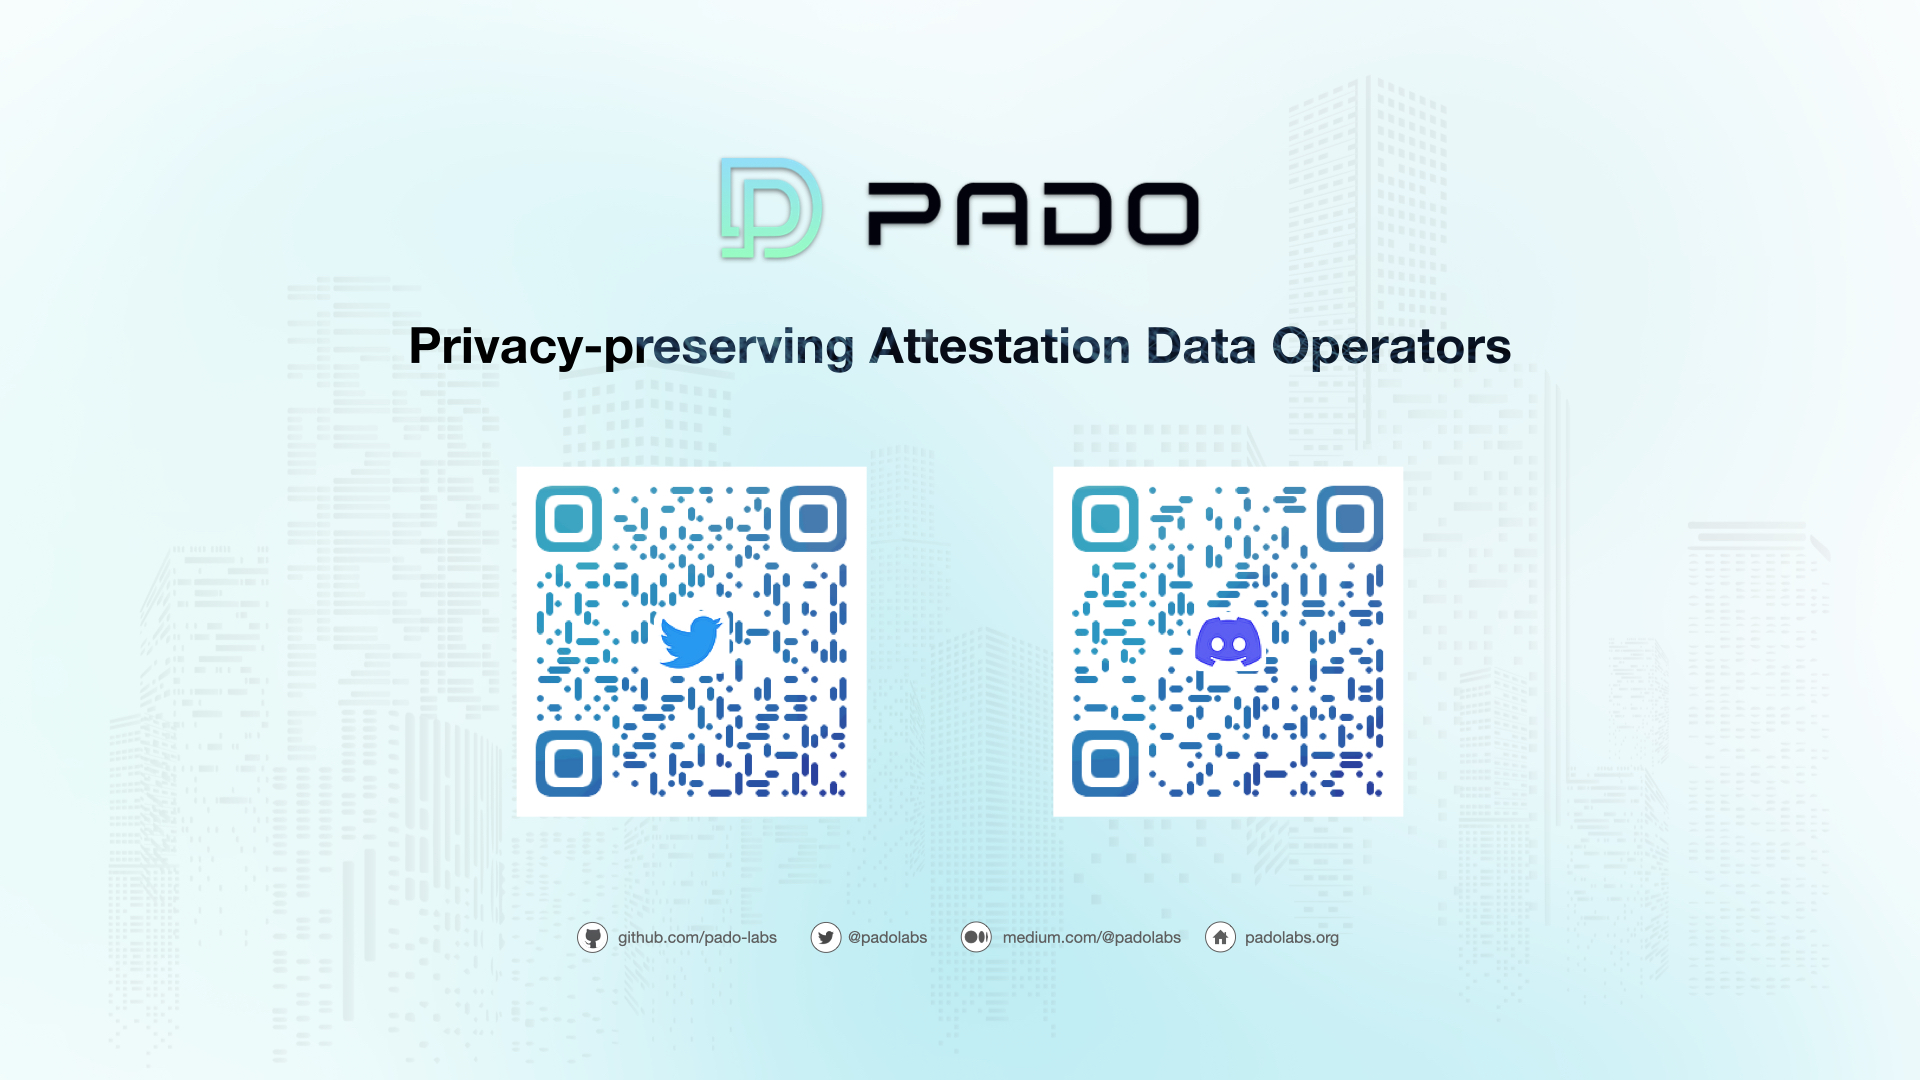 PADO
Privacy-preserving Attestation Data Operators
github.com/pado-labs
@padolabs
medium.com/@padolabs
padolabs.org